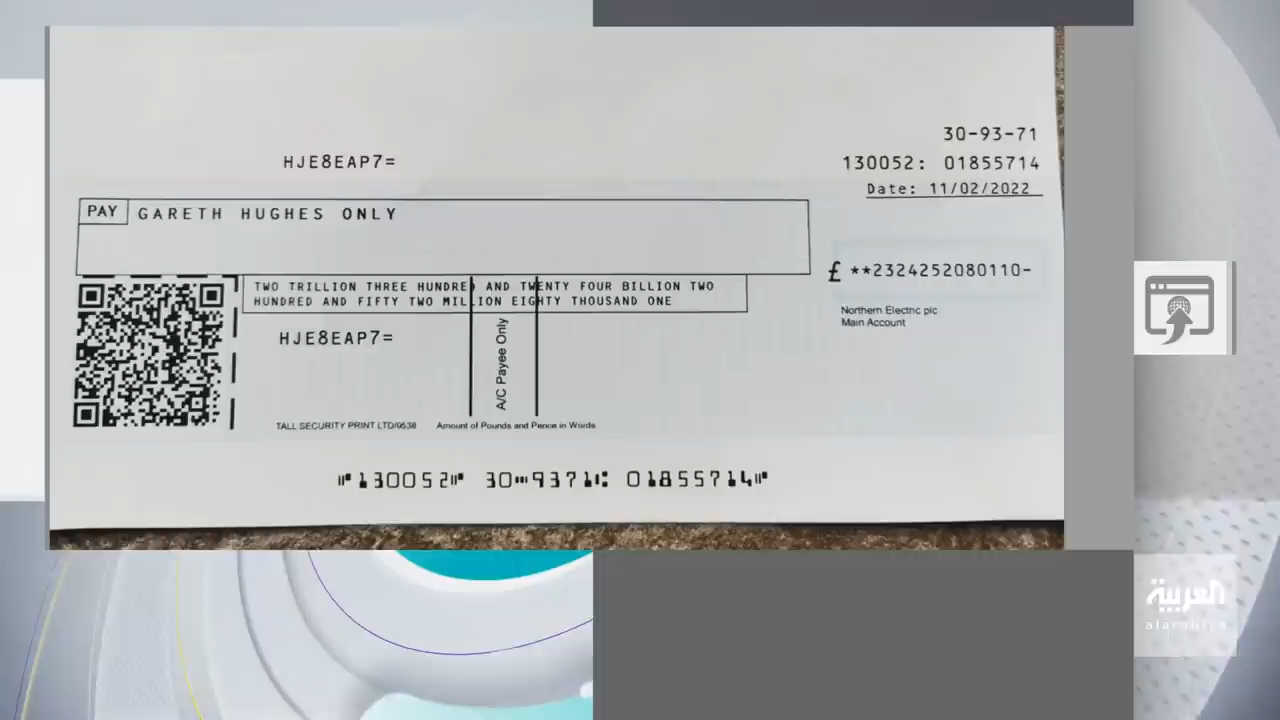 30-93-71
HJE8EAP7=
130052: 01855714
Date: 11/02/2022
PAY GARETH HUGHES ONLY
£ **2324252080110-
TWO TRILLION THREE HUNDRED AND TWENTY FOUR BILLION TWO
HUNDRED AND FIFTY TWO MILLION EIGHTY THOUSAND ONE
Northern Electric plc
Main Account
HJE8EAP7=
A/C Payee Only
TALL SECURITY PRINT LTD/0638 Amount of Pounds and Pence in Words
⑈130052⑈ 30⑉9371⑆ 01855714⑈
العربية
alarabiya